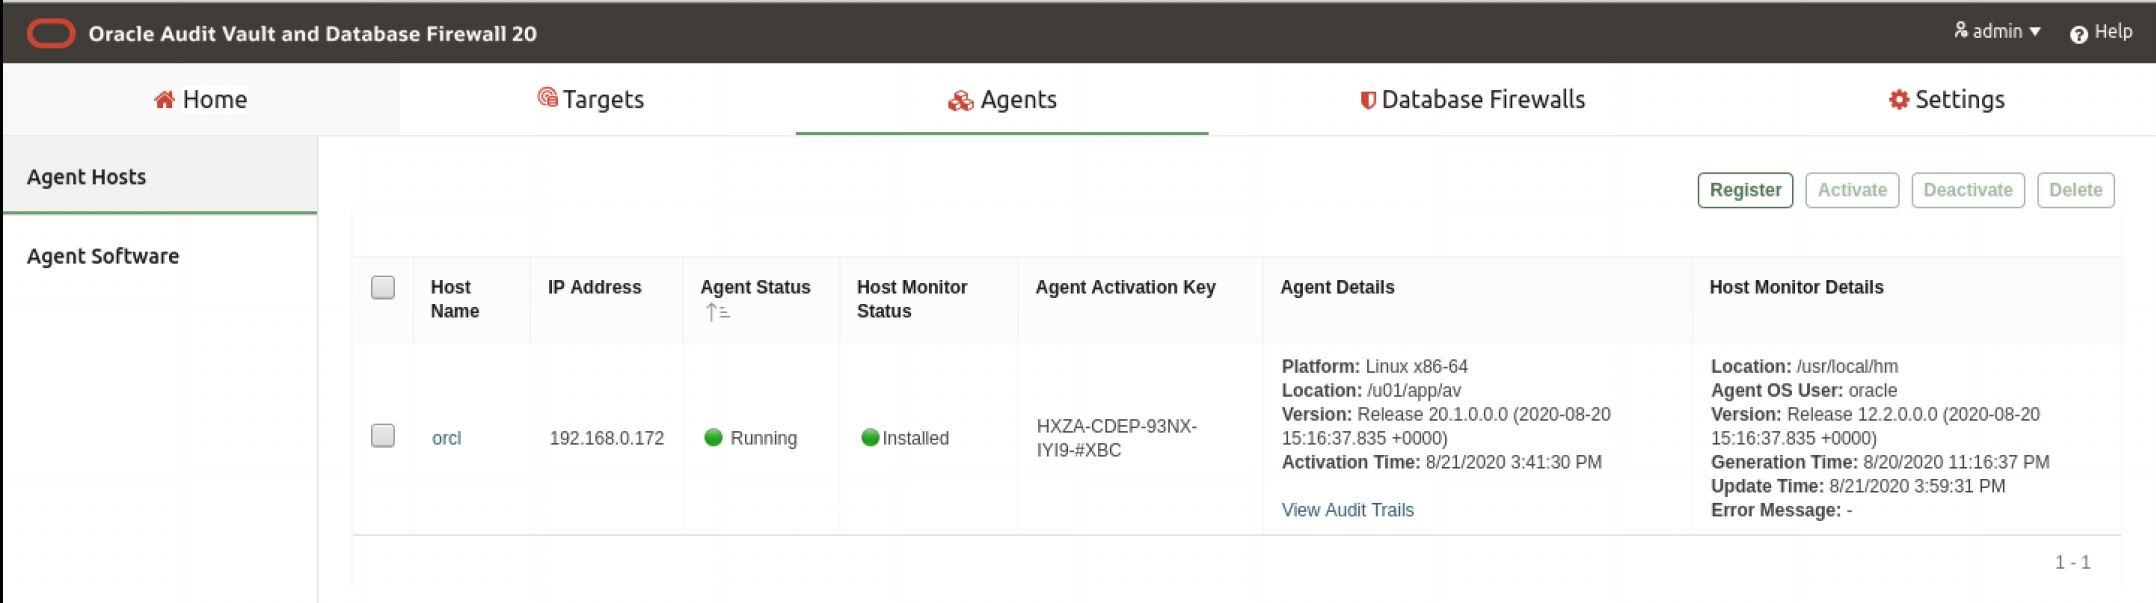 Oracle Audit Vault and Database Firewall 20
admin
Help
Home
Targets
Agents
Database Firewalls
Settings
Agent Hosts
Agent Software
Register
Activate
Deactivate
Delete
Host
Name
IP Address
Agent Status
Host Monitor
Status
Agent Activation Key
Agent Details
Host Monitor Details
orcl
192.168.0.172
Running
Installed
HXZA-CDEP-93NX-
IYI9-#XBC
Platform: Linux x86-64
Location: /u01/app/av
Version: Release 20.1.0.0.0 (2020-08-20
15:16:37.835 +0000)
Activation Time: 8/21/2020 3:41:30 PM
View Audit Trails
Location: /usr/local/hm
Agent OS User: oracle
Version: Release 12.2.0.0.0 (2020-08-20
15:16:37.835 +0000)
Generation Time: 8/20/2020 11:16:37 PM
Update Time: 8/21/2020 3:59:31 PM
Error Message: -
1 - 1